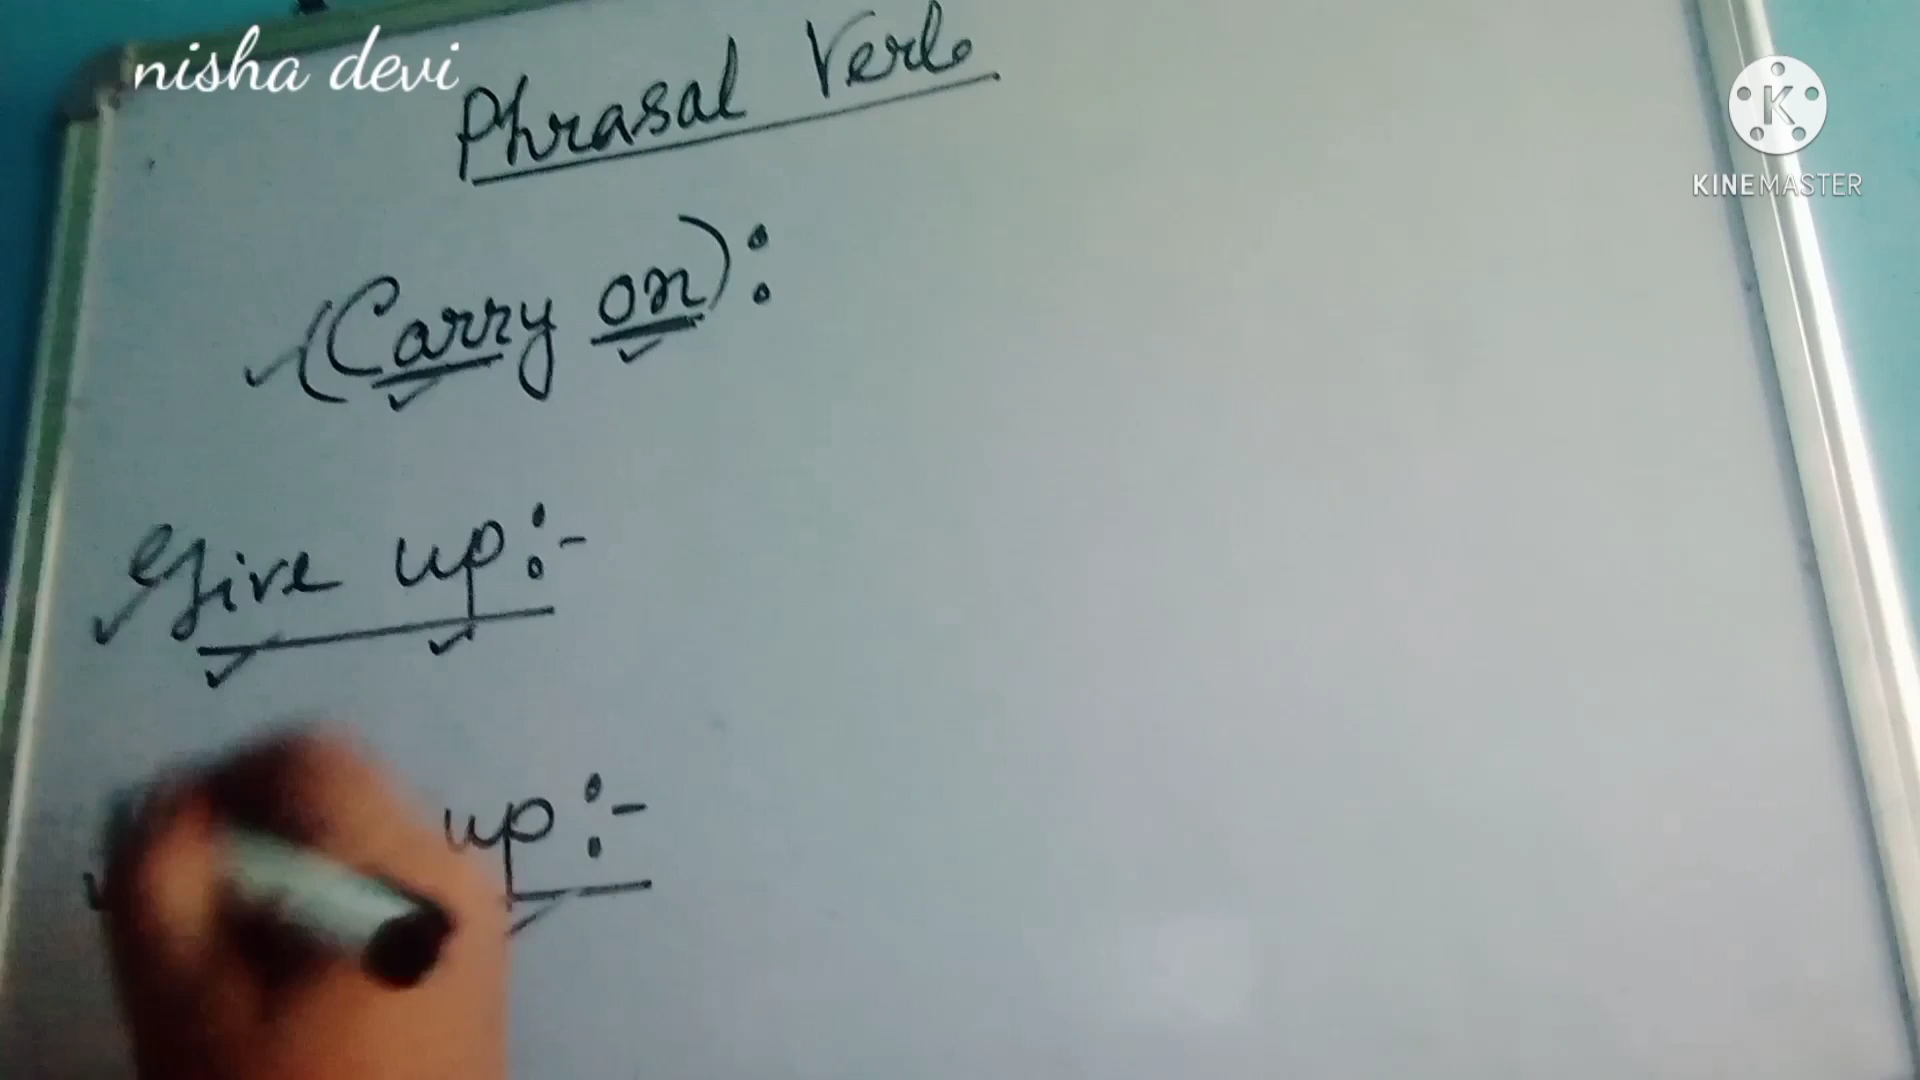 nisha devi
Phrasal Verb
(Carry on):
Give up:-
up:-
KINEMASTER